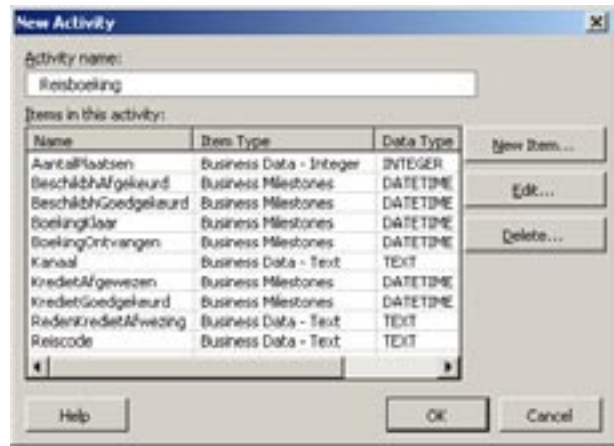 New Activity
Activity name:
Reisboeking
Items in this activity:
Name Item Type Data Type
AantalPlaatsen Business Data - Integer INTEGER
BeschikbhAfgekeurd Business Milestones DATETIME
BeschikbhGoedgekeurd Business Milestones DATETIME
BoekingKlaar Business Milestones DATETIME
BoekingOntvangen Business Milestones DATETIME
Kanaal Business Data - Text TEXT
KredietAfgewezen Business Milestones DATETIME
KredietGoedgekeurd Business Milestones DATETIME
RedenKredietAfwezing Business Data - Text TEXT
Reiscode Business Data - Text TEXT
New Item...
Edit...
Delete...
Help OK Cancel